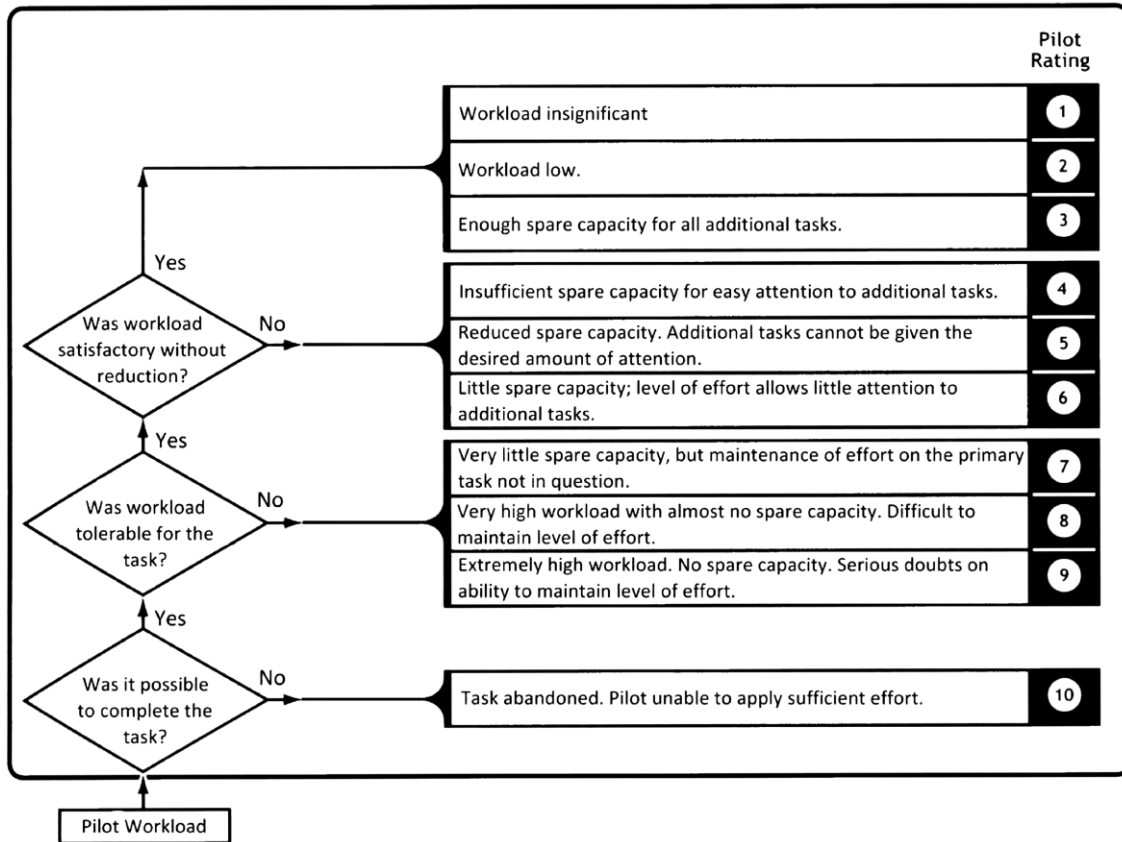 Pilot
Rating
Workload insignificant
1
Workload low.
2
Enough spare capacity for all additional tasks.
3
Yes
Was workload
satisfactory without
reduction?
No
Insufficient spare capacity for easy attention to additional tasks.
4
Reduced spare capacity. Additional tasks cannot be given the
desired amount of attention.
5
Little spare capacity; level of effort allows little attention to
additional tasks.
6
Yes
Was workload
tolerable for the
task?
No
Very little spare capacity, but maintenance of effort on the primary
task not in question.
7
Very high workload with almost no spare capacity. Difficult to
maintain level of effort.
8
Extremely high workload. No spare capacity. Serious doubts on
ability to maintain level of effort.
9
Yes
Was it possible
to complete the
task?
No
Task abandoned. Pilot unable to apply sufficient effort.
10
Pilot Workload